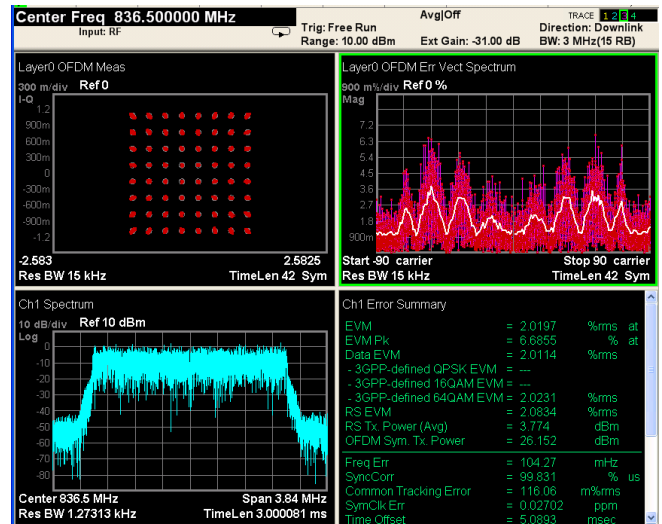 Center Freq 836.500000 MHz
Input: RF
Trig: Free Run
Range: 10.00 dBm
Avg|Off
Ext Gain: -31.00 dB
TRACE 1 2 3 4
Direction: Downlink
BW: 3 MHz(15 RB)
Layer0 OFDM Meas
300 m/div Ref 0
I-Q
1.2
900m
600m
300m
0
-300m
-600m
-900m
-1.2
-2.583 2.5825
Res BW 15 kHz TimeLen 42 Sym
Layer0 OFDM Err Vect Spectrum
900 m%/div Ref 0 %
Mag
7.2
6.3
5.4
4.5
3.6
2.7
1.8
900m
Start -90 carrier Stop 90 carrier
Res BW 15 kHz TimeLen 42 Sym
Ch1 Spectrum
10 dB/div Ref 10 dBm
Log
0
-10
-20
-30
-40
-50
-60
-70
-80
Center 836.5 MHz Span 3.84 MHz
Res BW 1.27313 kHz TimeLen 3.000081 ms
Ch1 Error Summary
EVM = 2.0197 %rms at
EVM Pk = 6.6855 % at
Data EVM = 2.0114 %rms
- 3GPP-defined QPSK EVM = ---
- 3GPP-defined 16QAM EVM = ---
- 3GPP-defined 64QAM EVM = 2.0231 %rms
RS EVM = 2.0834 %rms
RS Tx. Power (Avg) = 3.774 dBm
OFDM Sym. Tx. Power = 26.152 dBm
Freq Err = 104.27 mHz
SyncCorr = 99.831 % us
Common Tracking Error = 116.06 m%rms
SymClk Err = 0.02702 ppm
Time Offset = 5.0893 msec